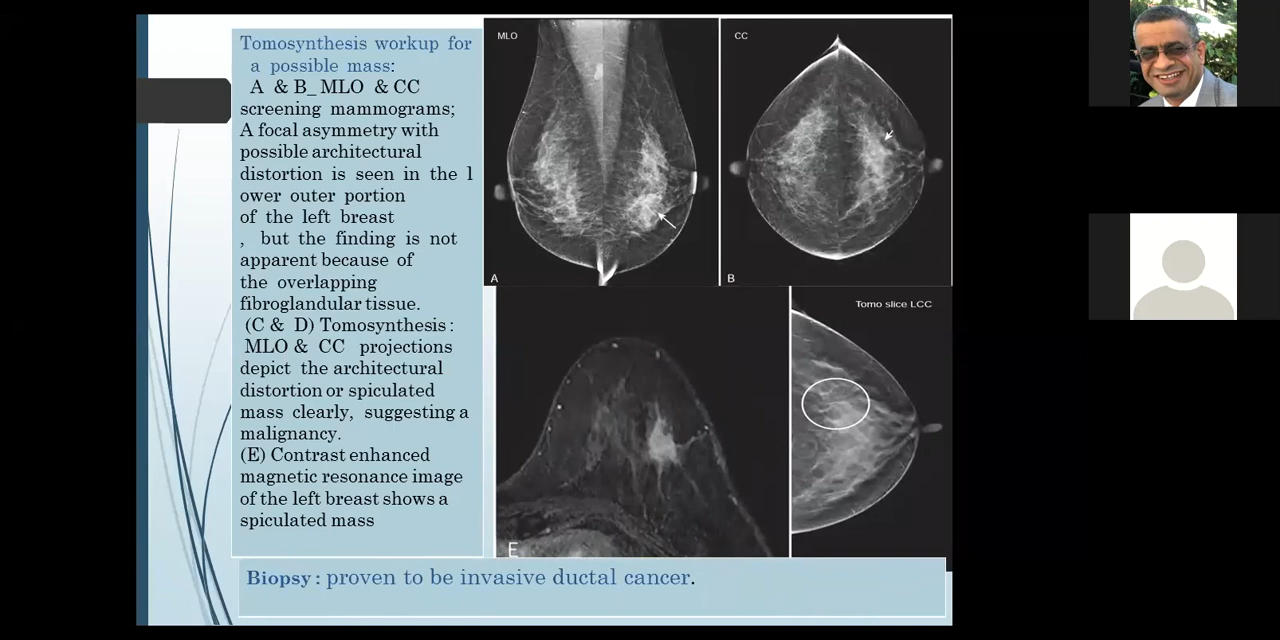 Tomosynthesis workup for
a possible mass:
A & B_ MLO & CC
screening mammograms;
A focal asymmetry with
possible architectural
distortion is seen in the l
ower outer portion
of the left breast
, but the finding is not
apparent because of
the overlapping
fibroglandular tissue.
(C & D) Tomosynthesis :
MLO & CC projections
depict the architectural
distortion or spiculated
mass clearly, suggesting a
malignancy.
(E) Contrast enhanced
magnetic resonance image
of the left breast shows a
spiculated mass
MLO
A
CC
B
E
Tomo slice LCC
Biopsy : proven to be invasive ductal cancer.